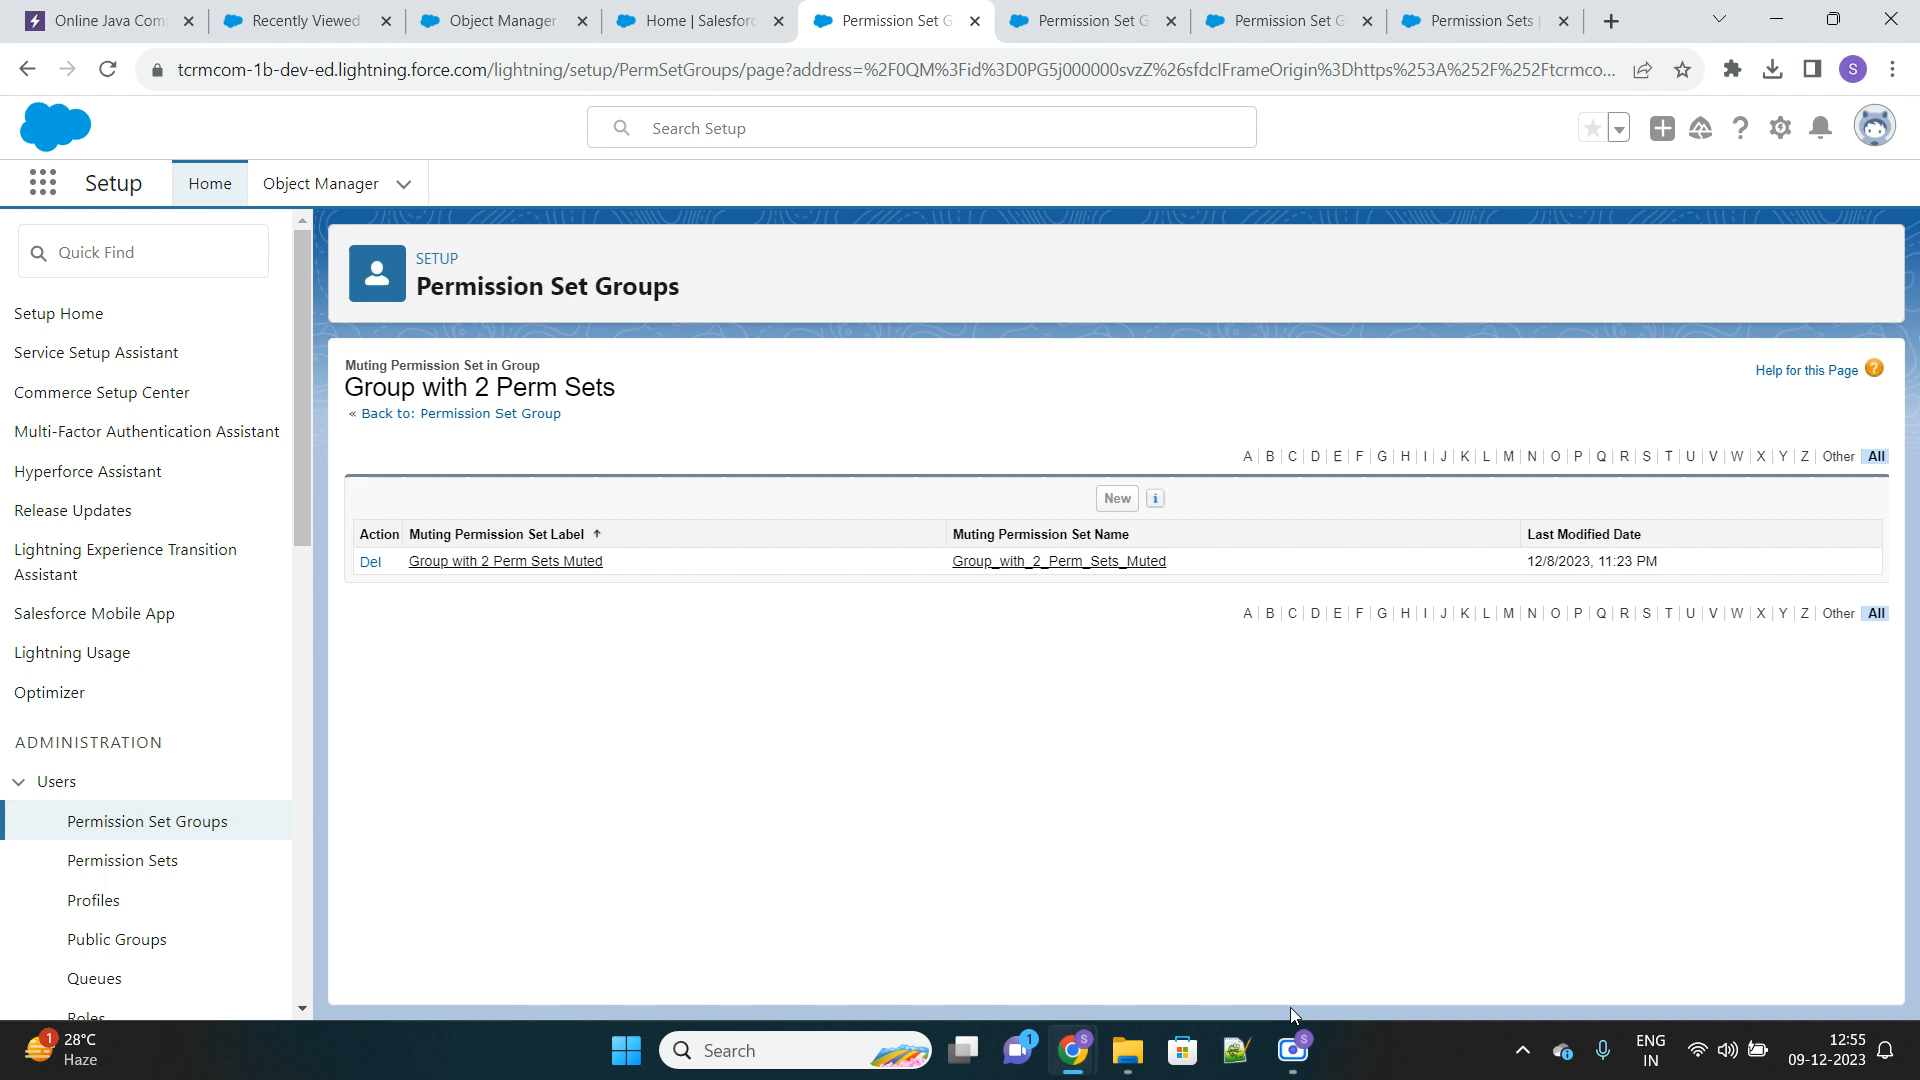 Online Java Com
Recently Viewed
Object Manager
Home | Salesforc
Permission Set G
Permission Set G
Permission Set G
Permission Sets |
tcrmcom-1b-dev-ed.lightning.force.com/lightning/setup/PermSetGroups/page?address=%2F0QM%3Fid%3D0PG5j000000svzZ%26sfdcIFrameOrigin%3Dhttps%253A%252F%252Ftcrmco...
S
Search Setup
Setup
Home
Object Manager
Quick Find
Setup Home
Service Setup Assistant
Commerce Setup Center
Multi-Factor Authentication Assistant
Hyperforce Assistant
Release Updates
Lightning Experience Transition
Assistant
Salesforce Mobile App
Lightning Usage
Optimizer
ADMINISTRATION
Users
Permission Set Groups
Permission Sets
Profiles
Public Groups
Queues
Roles
SETUP
Permission Set Groups
Muting Permission Set in Group
Group with 2 Perm Sets
« Back to: Permission Set Group
Help for this Page ?
A | B | C | D | E | F | G | H | I | J | K | L | M | N | O | P | Q | R | S | T | U | V | W | X | Y | Z | Other | All
New i
Action Muting Permission Set Label ↑ Muting Permission Set Name Last Modified Date
Del Group with 2 Perm Sets Muted Group_with_2_Perm_Sets_Muted 12/8/2023, 11:23 PM
A | B | C | D | E | F | G | H | I | J | K | L | M | N | O | P | Q | R | S | T | U | V | W | X | Y | Z | Other | All
1
28°C
Haze
Search
1
S
S
ENG
IN
12:55
09-12-2023